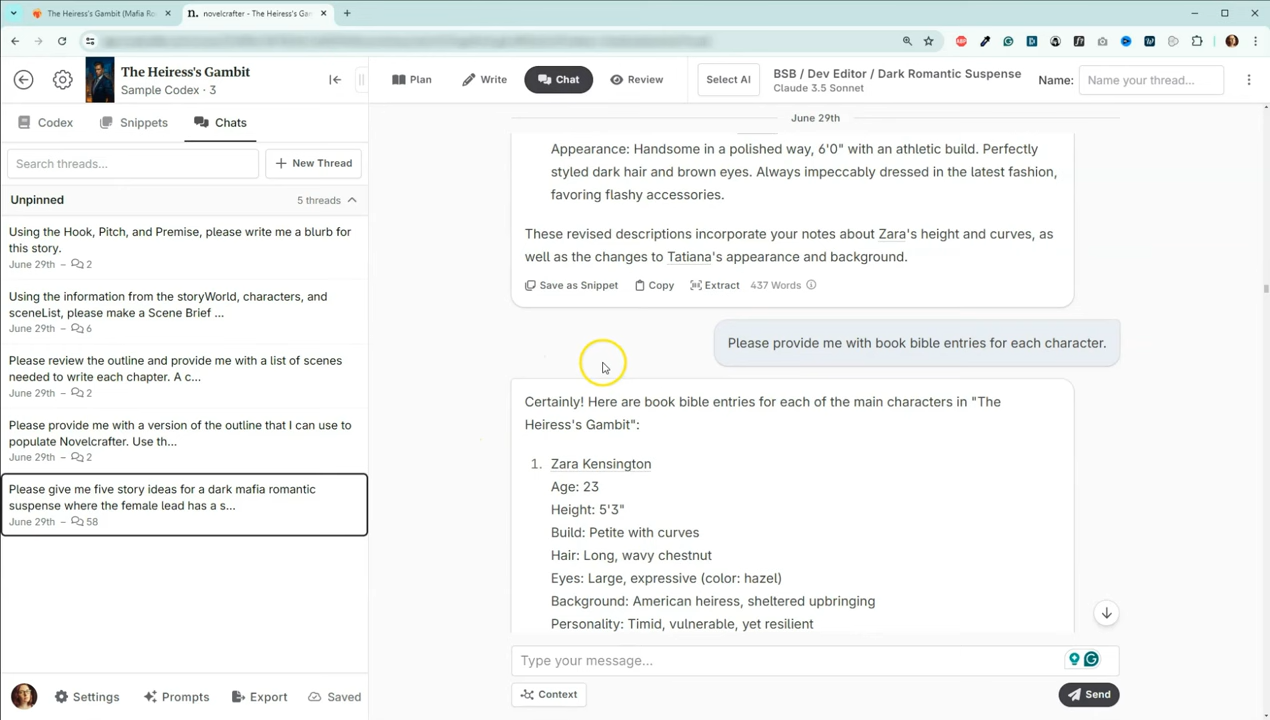 The Heiress's Gambit (Mafia Ro
novelcrafter - The Heiress's Ga
The Heiress's Gambit
Sample Codex · 3
Plan
Write
Chat
Review
Select AI
BSB / Dev Editor / Dark Romantic Suspense
Claude 3.5 Sonnet
Name:
Name your thread...
Codex
Snippets
Chats
Search threads...
New Thread
Unpinned
5 threads
Using the Hook, Pitch, and Premise, please write me a blurb for
this story.
June 29th – 2
Using the information from the storyWorld, characters, and
sceneList, please make a Scene Brief ...
June 29th – 6
Please review the outline and provide me with a list of scenes
needed to write each chapter. A c...
June 29th – 2
Please provide me with a version of the outline that I can use to
populate Novelcrafter. Use th...
June 29th – 2
Please give me five story ideas for a dark mafia romantic
suspense where the female lead has a s...
June 29th – 58
Settings
Prompts
Export
Saved
June 29th
Appearance: Handsome in a polished way, 6'0" with an athletic build. Perfectly
styled dark hair and brown eyes. Always impeccably dressed in the latest fashion,
favoring flashy accessories.
These revised descriptions incorporate your notes about Zara's height and curves, as
well as the changes to Tatiana's appearance and background.
Save as Snippet
Copy
Extract
437 Words
Please provide me with book bible entries for each character.
Certainly! Here are book bible entries for each of the main characters in "The
Heiress's Gambit":
1. Zara Kensington
Age: 23
Height: 5'3"
Build: Petite with curves
Hair: Long, wavy chestnut
Eyes: Large, expressive (color: hazel)
Background: American heiress, sheltered upbringing
Personality: Timid, vulnerable, yet resilient
Type your message...
Context
Send